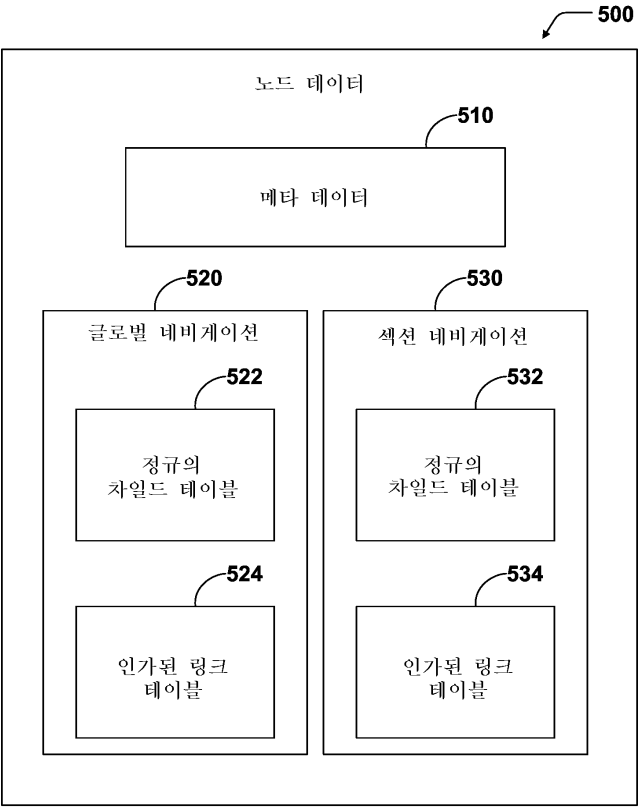 500
노드 데이터
510
메타 데이터
520
530
글로벌 네비게이션
섹션 네비게이션
522
532
정규의
차일드 테이블
정규의
차일드 테이블
524
534
인가된 링크
테이블
인가된 링크
테이블